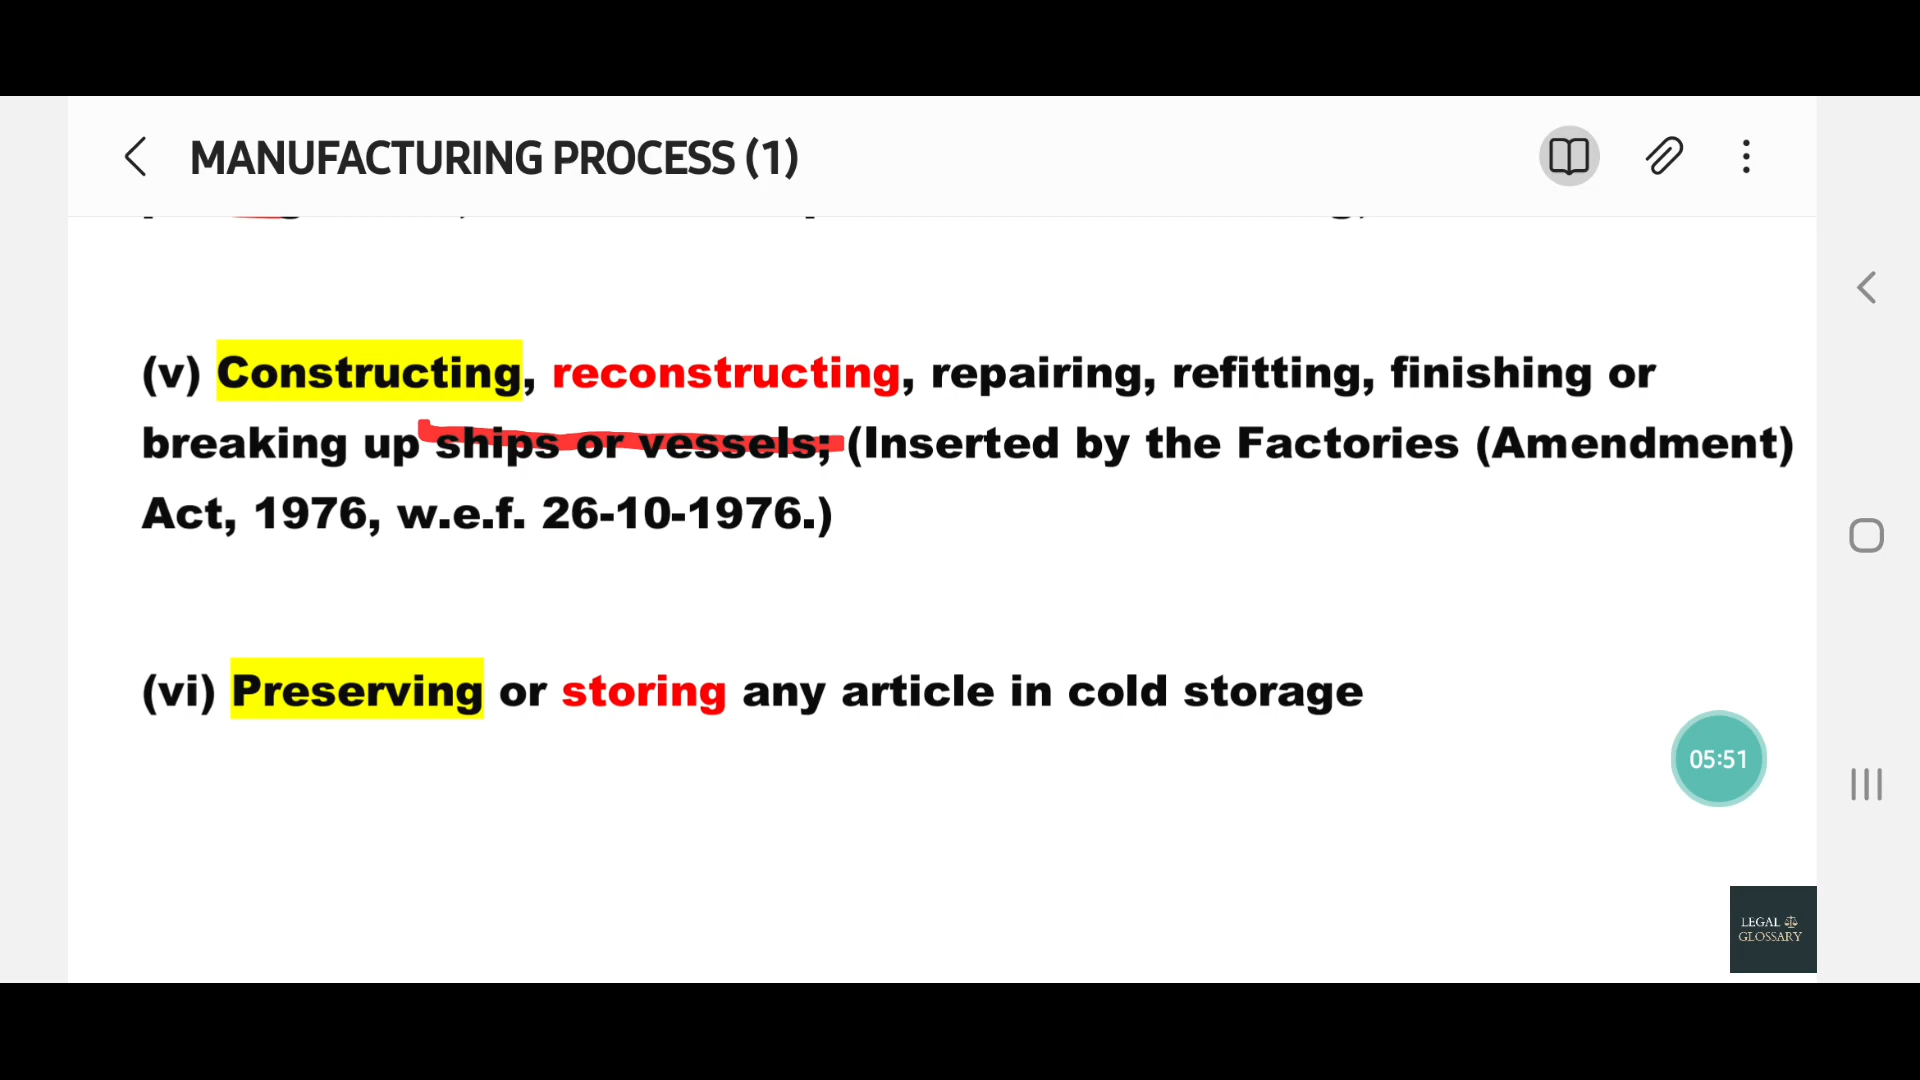 MANUFACTURING PROCESS (1)
(v) Constructing, reconstructing, repairing, refitting, finishing or
breaking up ships or vessels; (Inserted by the Factories (Amendment)
Act, 1976, w.e.f. 26-10-1976.)
(vi) Preserving or storing any article in cold storage
05:51
LEGAL
GLOSSARY